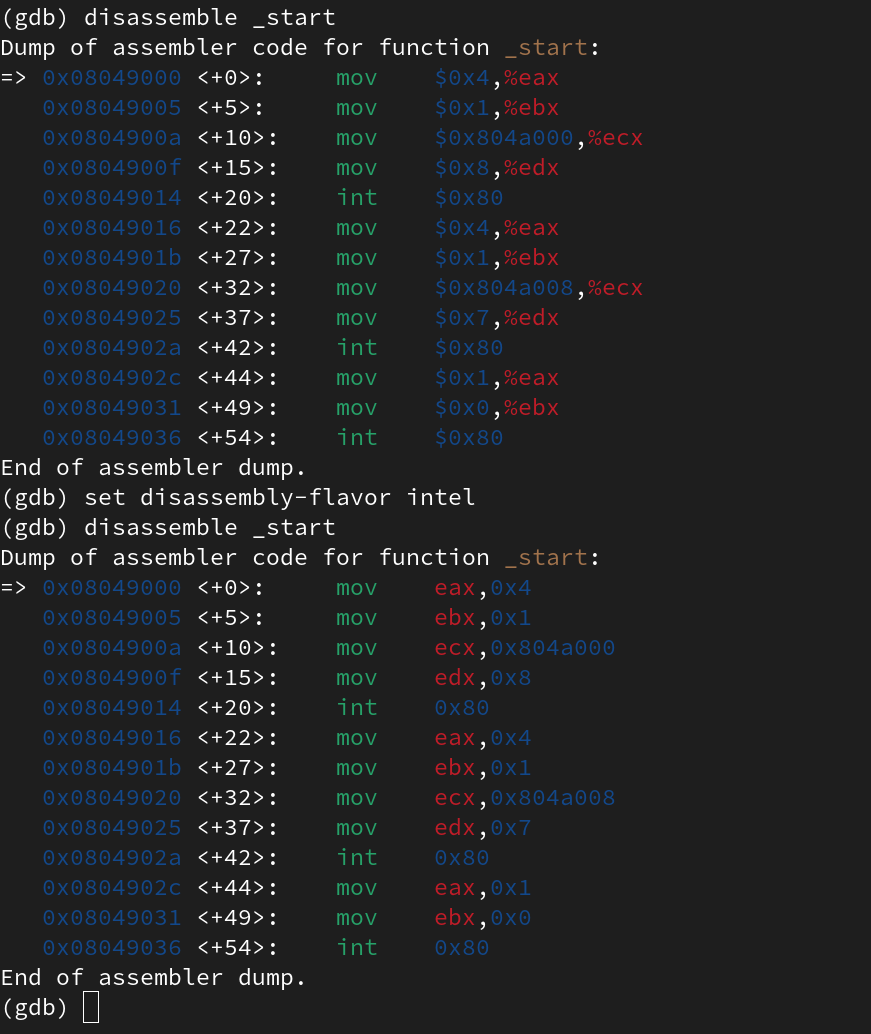 (gdb) disassemble _start
Dump of assembler code for function _start:
=> 0x08049000 <+0>:     mov    $0x4,%eax
   0x08049005 <+5>:     mov    $0x1,%ebx
   0x0804900a <+10>:    mov    $0x804a000,%ecx
   0x0804900f <+15>:    mov    $0x8,%edx
   0x08049014 <+20>:    int    $0x80
   0x08049016 <+22>:    mov    $0x4,%eax
   0x0804901b <+27>:    mov    $0x1,%ebx
   0x08049020 <+32>:    mov    $0x804a008,%ecx
   0x08049025 <+37>:    mov    $0x7,%edx
   0x0804902a <+42>:    int    $0x80
   0x0804902c <+44>:    mov    $0x1,%eax
   0x08049031 <+49>:    mov    $0x0,%ebx
   0x08049036 <+54>:    int    $0x80
End of assembler dump.
(gdb) set disassembly-flavor intel
(gdb) disassemble _start
Dump of assembler code for function _start:
=> 0x08049000 <+0>:     mov    eax,0x4
   0x08049005 <+5>:     mov    ebx,0x1
   0x0804900a <+10>:    mov    ecx,0x804a000
   0x0804900f <+15>:    mov    edx,0x8
   0x08049014 <+20>:    int    0x80
   0x08049016 <+22>:    mov    eax,0x4
   0x0804901b <+27>:    mov    ebx,0x1
   0x08049020 <+32>:    mov    ecx,0x804a008
   0x08049025 <+37>:    mov    edx,0x7
   0x0804902a <+42>:    int    0x80
   0x0804902c <+44>:    mov    eax,0x1
   0x08049031 <+49>:    mov    ebx,0x0
   0x08049036 <+54>:    int    0x80
End of assembler dump.
(gdb)